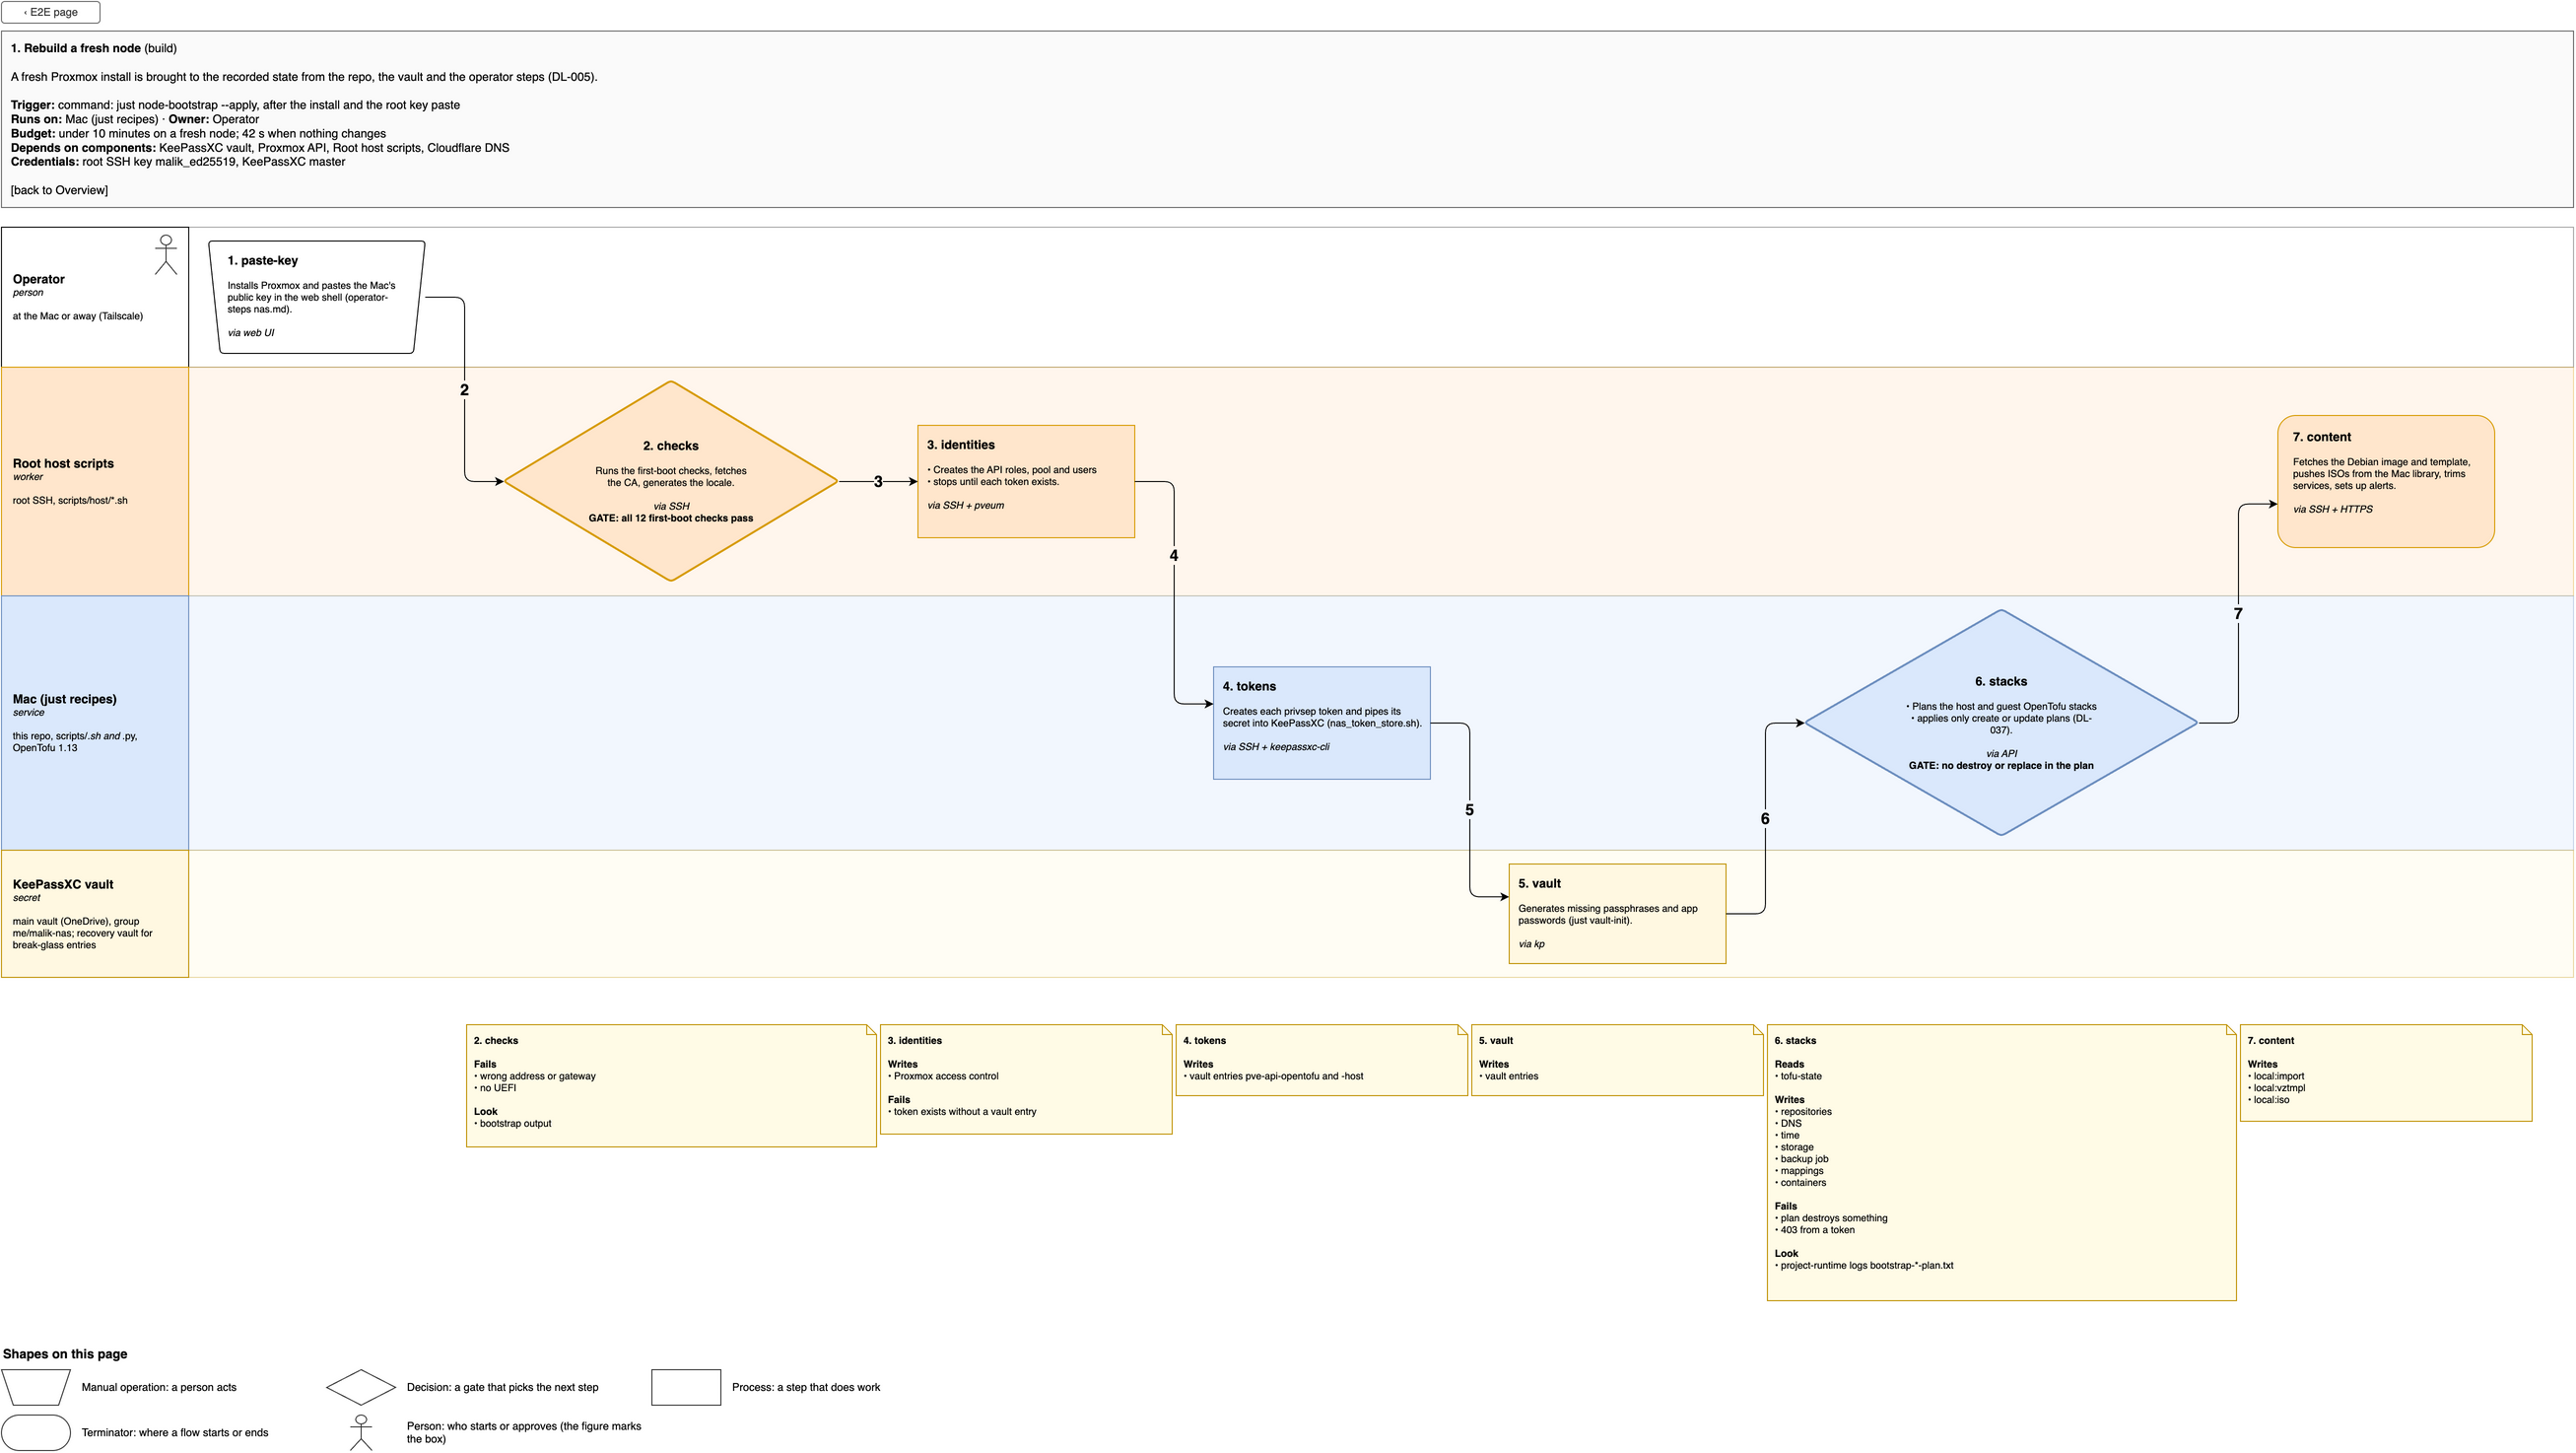 ‹ E2E page
1. Rebuild a fresh node (build)
A fresh Proxmox install is brought to the recorded state from the repo, the vault and the operator steps (DL-005).
Trigger: command: just node-bootstrap --apply, after the install and the root key paste
Runs on: Mac (just recipes) · Owner: Operator
Budget: under 10 minutes on a fresh node; 42 s when nothing changes
Depends on components: KeePassXC vault, Proxmox API, Root host scripts, Cloudflare DNS
Credentials: root SSH key malik_ed25519, KeePassXC master
[back to Overview]
Operator
person
at the Mac or away (Tailscale)
1. paste-key
Installs Proxmox and pastes the Mac's
public key in the web shell (operator-
steps nas.md).
via web UI
2
Root host scripts
worker
root SSH, scripts/host/*.sh
2. checks
Runs the first-boot checks, fetches
the CA, generates the locale.
via SSH
GATE: all 12 first-boot checks pass
3
3. identities
• Creates the API roles, pool and users
• stops until each token exists.
via SSH + pveum
4
7. content
Fetches the Debian image and template,
pushes ISOs from the Mac library, trims
services, sets up alerts.
via SSH + HTTPS
7
Mac (just recipes)
service
this repo, scripts/.sh and .py,
OpenTofu 1.13
4. tokens
Creates each privsep token and pipes its
secret into KeePassXC (nas_token_store.sh).
via SSH + keepassxc-cli
5
6
6. stacks
• Plans the host and guest OpenTofu stacks
• applies only create or update plans (DL-
037).
via API
GATE: no destroy or replace in the plan
KeePassXC vault
secret
main vault (OneDrive), group
me/malik-nas; recovery vault for
break-glass entries
5. vault
Generates missing passphrases and app
passwords (just vault-init).
via kp
2. checks
Fails
• wrong address or gateway
• no UEFI
Look
• bootstrap output
3. identities
Writes
• Proxmox access control
Fails
• token exists without a vault entry
4. tokens
Writes
• vault entries pve-api-opentofu and -host
5. vault
Writes
• vault entries
6. stacks
Reads
• tofu-state
Writes
• repositories
• DNS
• time
• storage
• backup job
• mappings
• containers
Fails
• plan destroys something
• 403 from a token
Look
• project-runtime logs bootstrap-*-plan.txt
7. content
Writes
• local:import
• local:vztmpl
• local:iso
Shapes on this page
Manual operation: a person acts
Decision: a gate that picks the next step
Process: a step that does work
Terminator: where a flow starts or ends
Person: who starts or approves (the figure marks
the box)